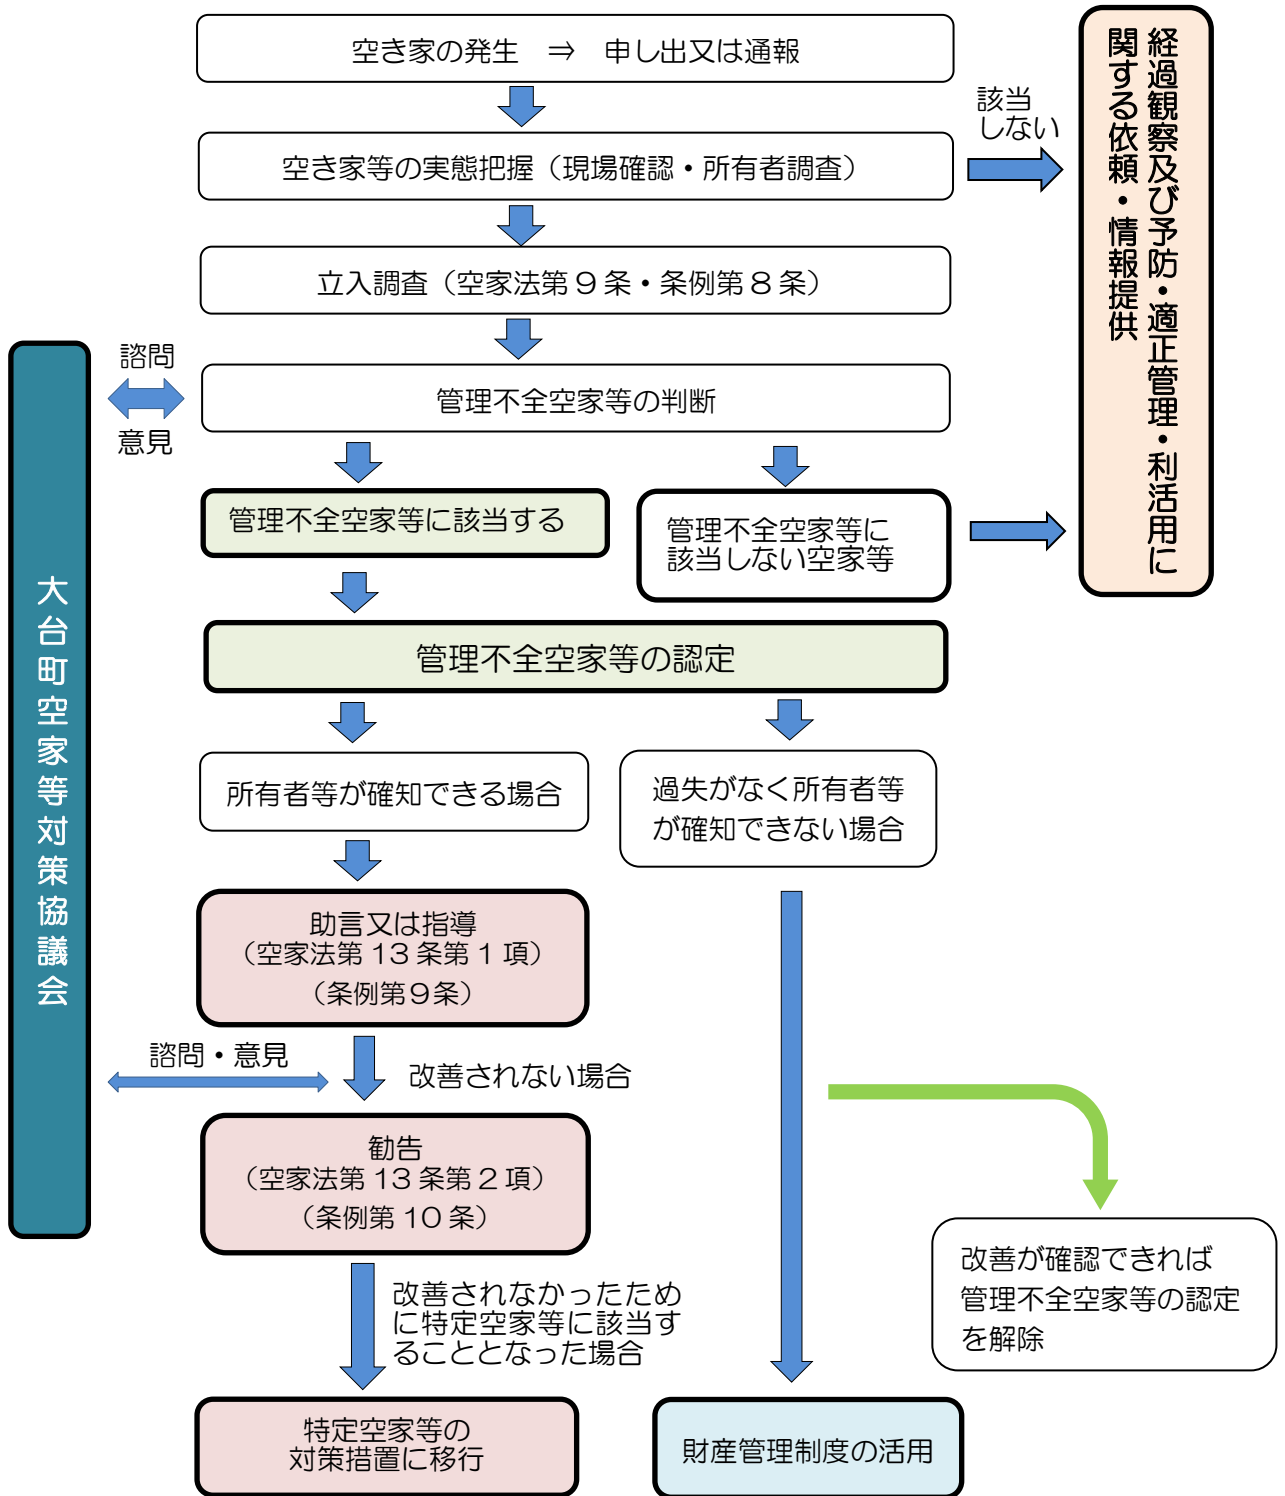 空き家の発生　⇒　申し出又は通報
空き家等の実態把握（現場確認・所有者調査）
該当
しない
経過観察及び予防・適正管理・利活用に
関する依頼・情報提供
立入調査（空家法第９条・条例第８条）
諮問
意見
管理不全空家等の判断
管理不全空家等に該当する
管理不全空家等に
該当しない空家等
大台町空家等対策協議会
管理不全空家等の認定
所有者等が確知できる場合
過失がなく所有者等
が確知できない場合
助言又は指導
（空家法第 13 条第 1 項）
（条例第９条）
諮問・意見
改善されない場合
勧告
（空家法第 13 条第 2 項）
（条例第 10 条）
改善が確認できれば
管理不全空家等の認定
を解除
改善されなかったため
に特定空家等に該当す
ることとなった場合
特定空家等の
対策措置に移行
財産管理制度の活用